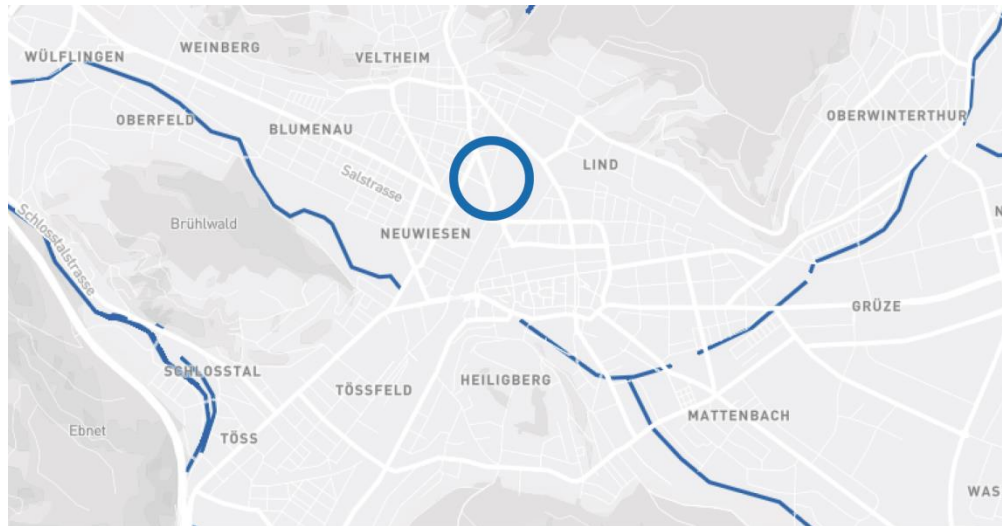 WEINBERG
VELTHEIM
WÜLFLINGEN
OBERFELD
BLUMENAU
OBERWINTERTHUR
LIND
Salstrasse
Brühlwald
NEUWIESEN
Schlosstalstrasse
N
GRÜZE
SCHLOSSTAL
TÖSSFELD
HEILIGBERG
MATTENBACH
Ebnet
TÖSS
WAS